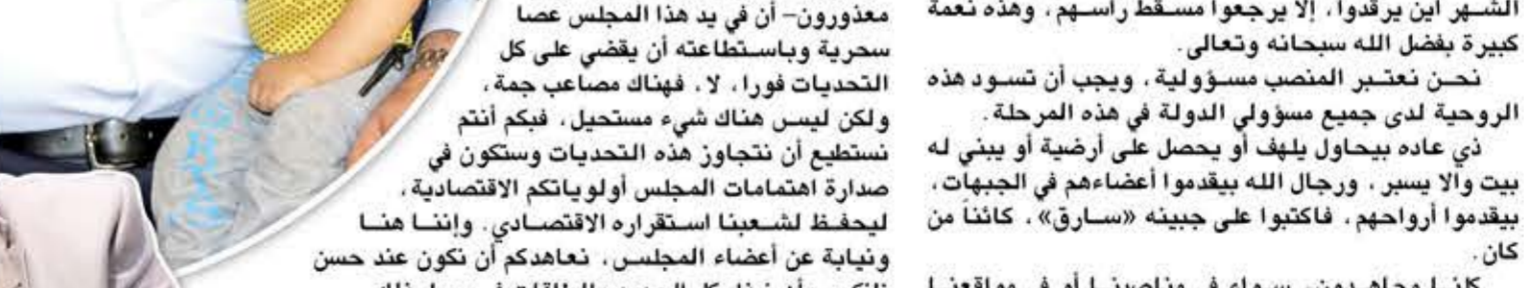 الشهر أين يرقدوا، إلا يرجعوا مسقط رأسهم، وهذه نعمة
كبيرة بفضل الله سبحانه وتعالى.
نحن نعتبر المنصب مسؤولية، ويجب أن تسود هذه
الروحية لدى جميع مسؤولي الدولة في هذه المرحلة.
ذي عاده بيحاول يلهف أو يحصل على أرضية أو يبني له
بيت والا يسبر، ورجال الله بيقدموا أعضاءهم في الجبهات،
بيقدموا أرواحهم، فاكتبوا على جبينه «سارق»، كائناً من
كان.
معذورون- أن في يد هذا المجلس عصا
سحرية وباستطاعته أن يقضي على كل
التحديات فورا، لا، فهناك مصاعب جمة،
ولكن ليس هناك شيء مستحيل، فبكم أنتم
نستطيع أن نتجاوز هذه التحديات وستكون في
صدارة اهتمامات المجلس أولوياتكم الاقتصادية،
ليحفظ لشعبنا استقراره الاقتصادي. وإننا هنا
ونيابة عن أعضاء المجلس، نعاهدكم أن نكون عند حسن